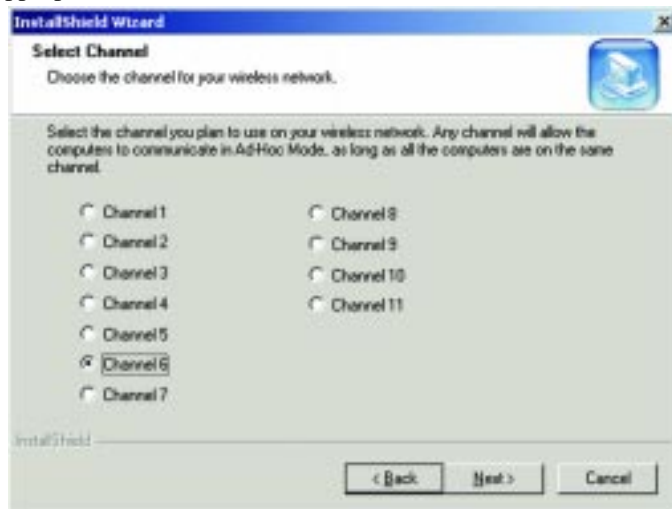 InstallShield Wizard
Select Channel
Choose the channel for your wireless network.
Select the channel you plan to use on your wireless network. Any channel will allow the
computers to communicate in Ad-Hoc Mode, as long as all the computers are on the same
channel.
Channel 1
Channel 2
Channel 3
Channel 4
Channel 5
Channel 6
Channel 7
Channel 8
Channel 9
Channel 10
Channel 11
InstallShield
< Back
Next >
Cancel